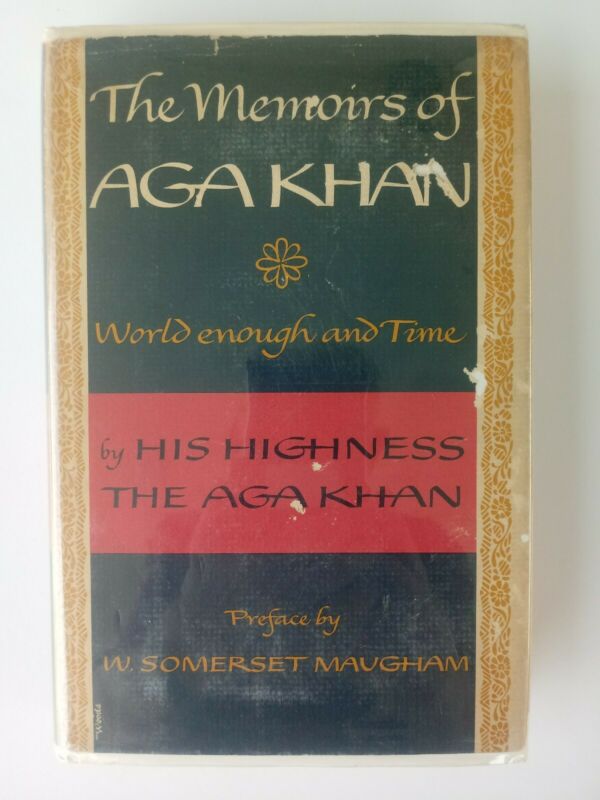 The Memoirs of
AGA KHAN
World enough and Time
by HIS HIGHNESS
THE AGA KHAN
Preface by
W. SOMERSET MAUGHAM
Woods